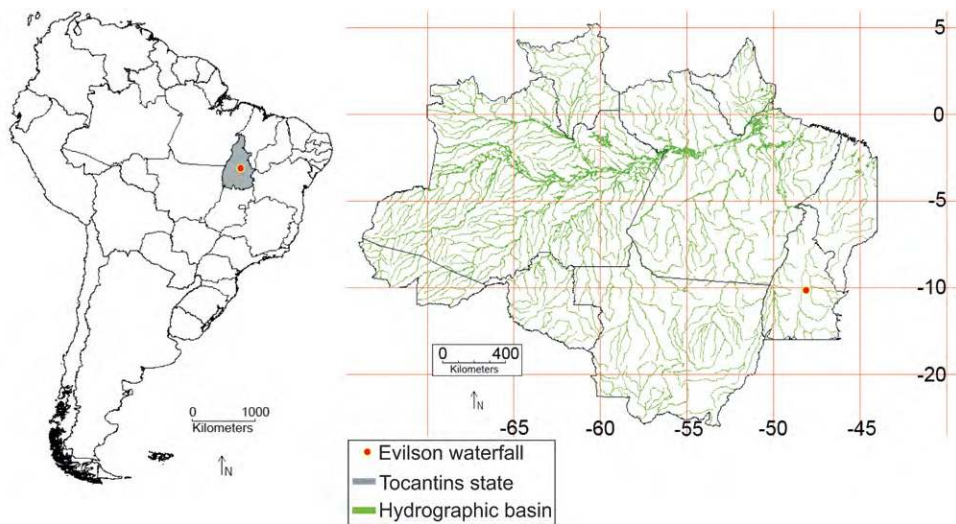 5
0
-5
-10
-20
-65 -60 -55 -50 -45
0 400
Kilometers
N
0 1000
Kilometers
N
Evilson waterfall
Tocantins state
Hydrographic basin